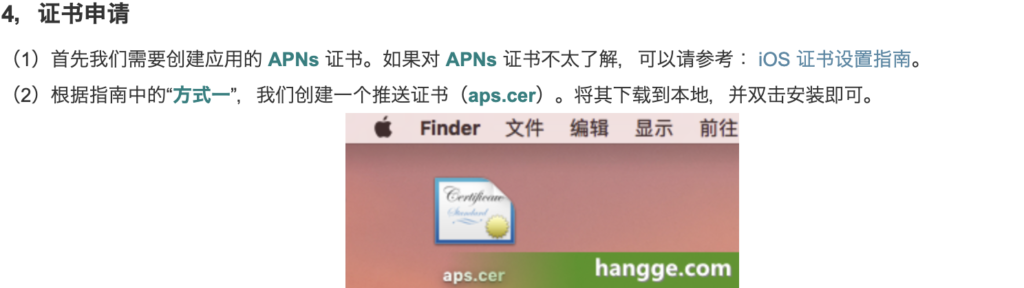 4，证书申请
（1）首先我们需要创建应用的 APNs 证书。如果对 APNs 证书不太了解，可以请参考： iOS 证书设置指南。
（2）根据指南中的“方式一”，我们创建一个推送证书（aps.cer）。将其下载到本地，并双击安装即可。
Finder 文件 编辑 显示 前往
Certificate
Standard
aps.cer
hangge.com